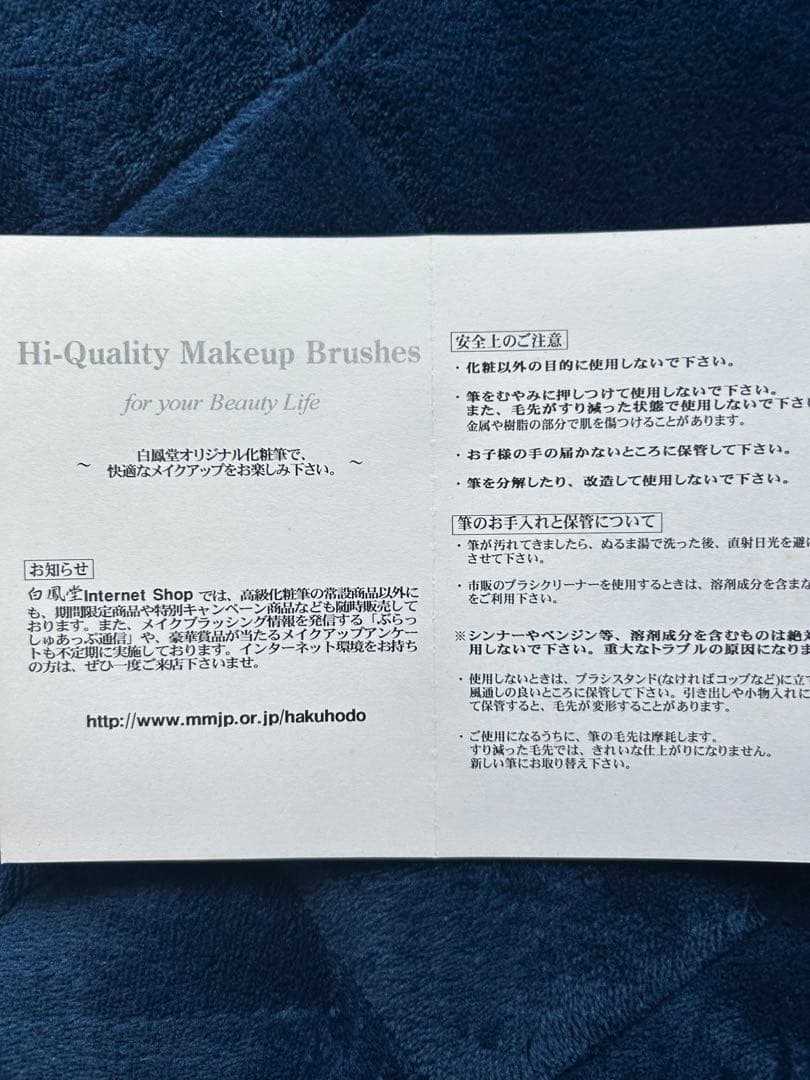 Hi-Quality Makeup Brushes
for your Beauty Life
～ 白鳳堂オリジナル化粧筆で、
快適なメイクアップをお楽しみ下さい。 ～
お知らせ
白鳳堂Internet Shop では、高級化粧筆の常設商品以外に
も、期間限定商品や特別キャンペーン商品なども随時販売して
おります。また、メイクブラッシング情報を発信する「ぶらっ
しゅあっぷ通信」や、豪華賞品が当たるメイクアップアンケー
トも不定期に実施しております。インターネット環境をお持ち
の方は、ぜひ一度ご来店下さいませ。
http://www.mmjp.or.jp/hakuhodo
安全上のご注意
・化粧以外の目的に使用しないで下さい。
・筆をむやみに押しつけて使用しないで下さい。
また、毛先がすり減った状態で使用しないで下さ
金属や樹脂の部分で肌を傷つけることがあります。
・お子様の手の届かないところに保管して下さい。
・筆を分解したり、改造して使用しないで下さい。
筆のお手入れと保管について
・筆が汚れてきましたら、ぬるま湯で洗った後、直射日光を避け
させて下さい。
・市販のブラシクリーナーを使用するときは、溶剤成分を含まな
をご利用下さい。
※シンナーやベンジン等、溶剤成分を含むものは絶対
用しないで下さい。重大なトラブルの原因になりま
・使用しないときは、ブラシスタンド(なければコップなど)に立て
風通しの良いところに保管して下さい。引き出しや小物入れに
て保管すると、毛先が変形することがあります。
・ご使用になるうちに、筆の毛先は摩耗します。
すり減った毛先では、きれいな仕上がりになりません。
新しい筆にお取り替え下さい。